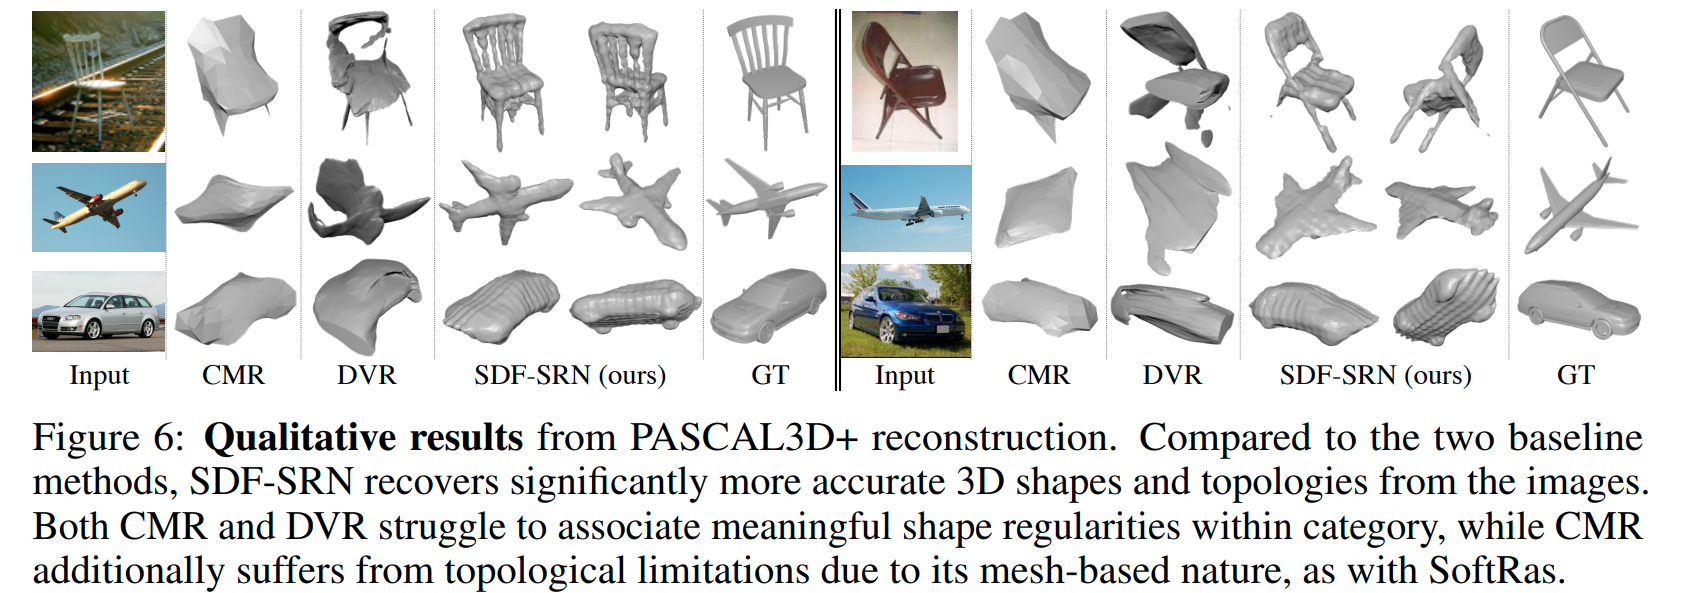 Input CMR DVR SDF-SRN (ours) GT Input CMR DVR SDF-SRN (ours) GT
Figure 6: Qualitative results from PASCAL3D+ reconstruction. Compared to the two baseline
methods, SDF-SRN recovers significantly more accurate 3D shapes and topologies from the images.
Both CMR and DVR struggle to associate meaningful shape regularities within category, while CMR
additionally suffers from topological limitations due to its mesh-based nature, as with SoftRas.